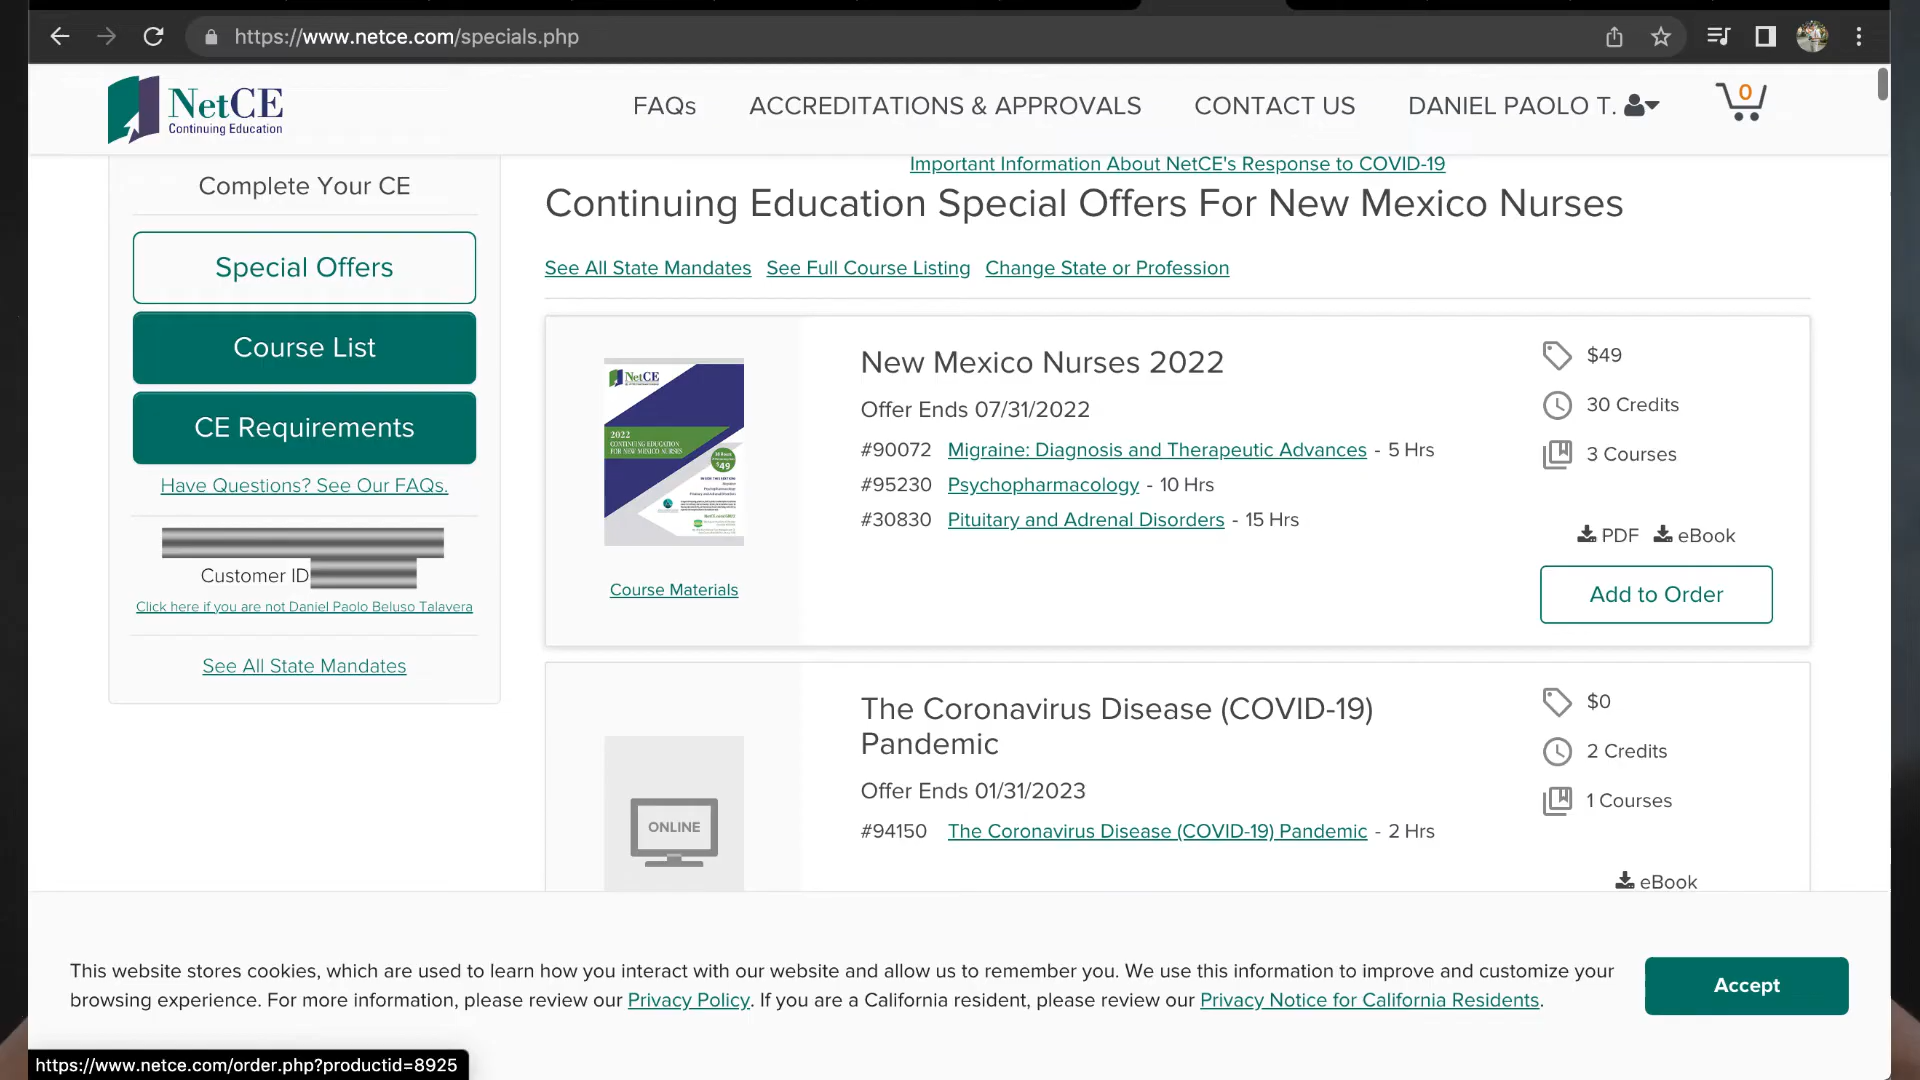 https://www.netce.com/specials.php
NetCE
Continuing Education
FAQs
ACCREDITATIONS & APPROVALS
CONTACT US
DANIEL PAOLO T.
0
Important Information About NetCE's Response to COVID-19
Complete Your CE
Special Offers
Course List
CE Requirements
Have Questions? See Our FAQs.
Customer ID
Click here if you are not Daniel Paolo Beluso Talavera
See All State Mandates
Continuing Education Special Offers For New Mexico Nurses
See All State Mandates See Full Course Listing Change State or Profession
NetCE
2022
CONTINUING EDUCATION
FOR NEW MEXICO NURSES
$49
Course Materials
New Mexico Nurses 2022
Offer Ends 07/31/2022
#90072 Migraine: Diagnosis and Therapeutic Advances - 5 Hrs
#95230 Psychopharmacology - 10 Hrs
#30830 Pituitary and Adrenal Disorders - 15 Hrs
$49
30 Credits
3 Courses
PDF eBook
Add to Order
ONLINE
The Coronavirus Disease (COVID-19)
Pandemic
Offer Ends 01/31/2023
#94150 The Coronavirus Disease (COVID-19) Pandemic - 2 Hrs
$0
2 Credits
1 Courses
eBook
This website stores cookies, which are used to learn how you interact with our website and allow us to remember you. We use this information to improve and customize your
browsing experience. For more information, please review our Privacy Policy. If you are a California resident, please review our Privacy Notice for California Residents.
Accept
https://www.netce.com/order.php?productid=8925